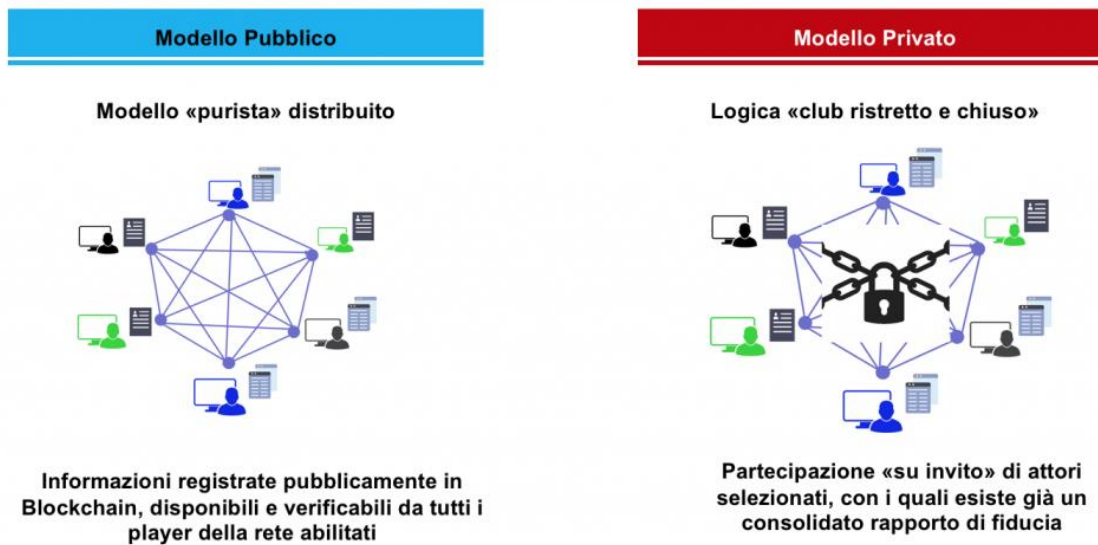 Modello Pubblico
Modello «purista» distribuito
Informazioni registrate pubblicamente in
Blockchain, disponibili e verificabili da tutti i
player della rete abilitati
Modello Privato
Logica «club ristretto e chiuso»
Partecipazione «su invito» di attori
selezionati, con i quali esiste già un
consolidato rapporto di fiducia